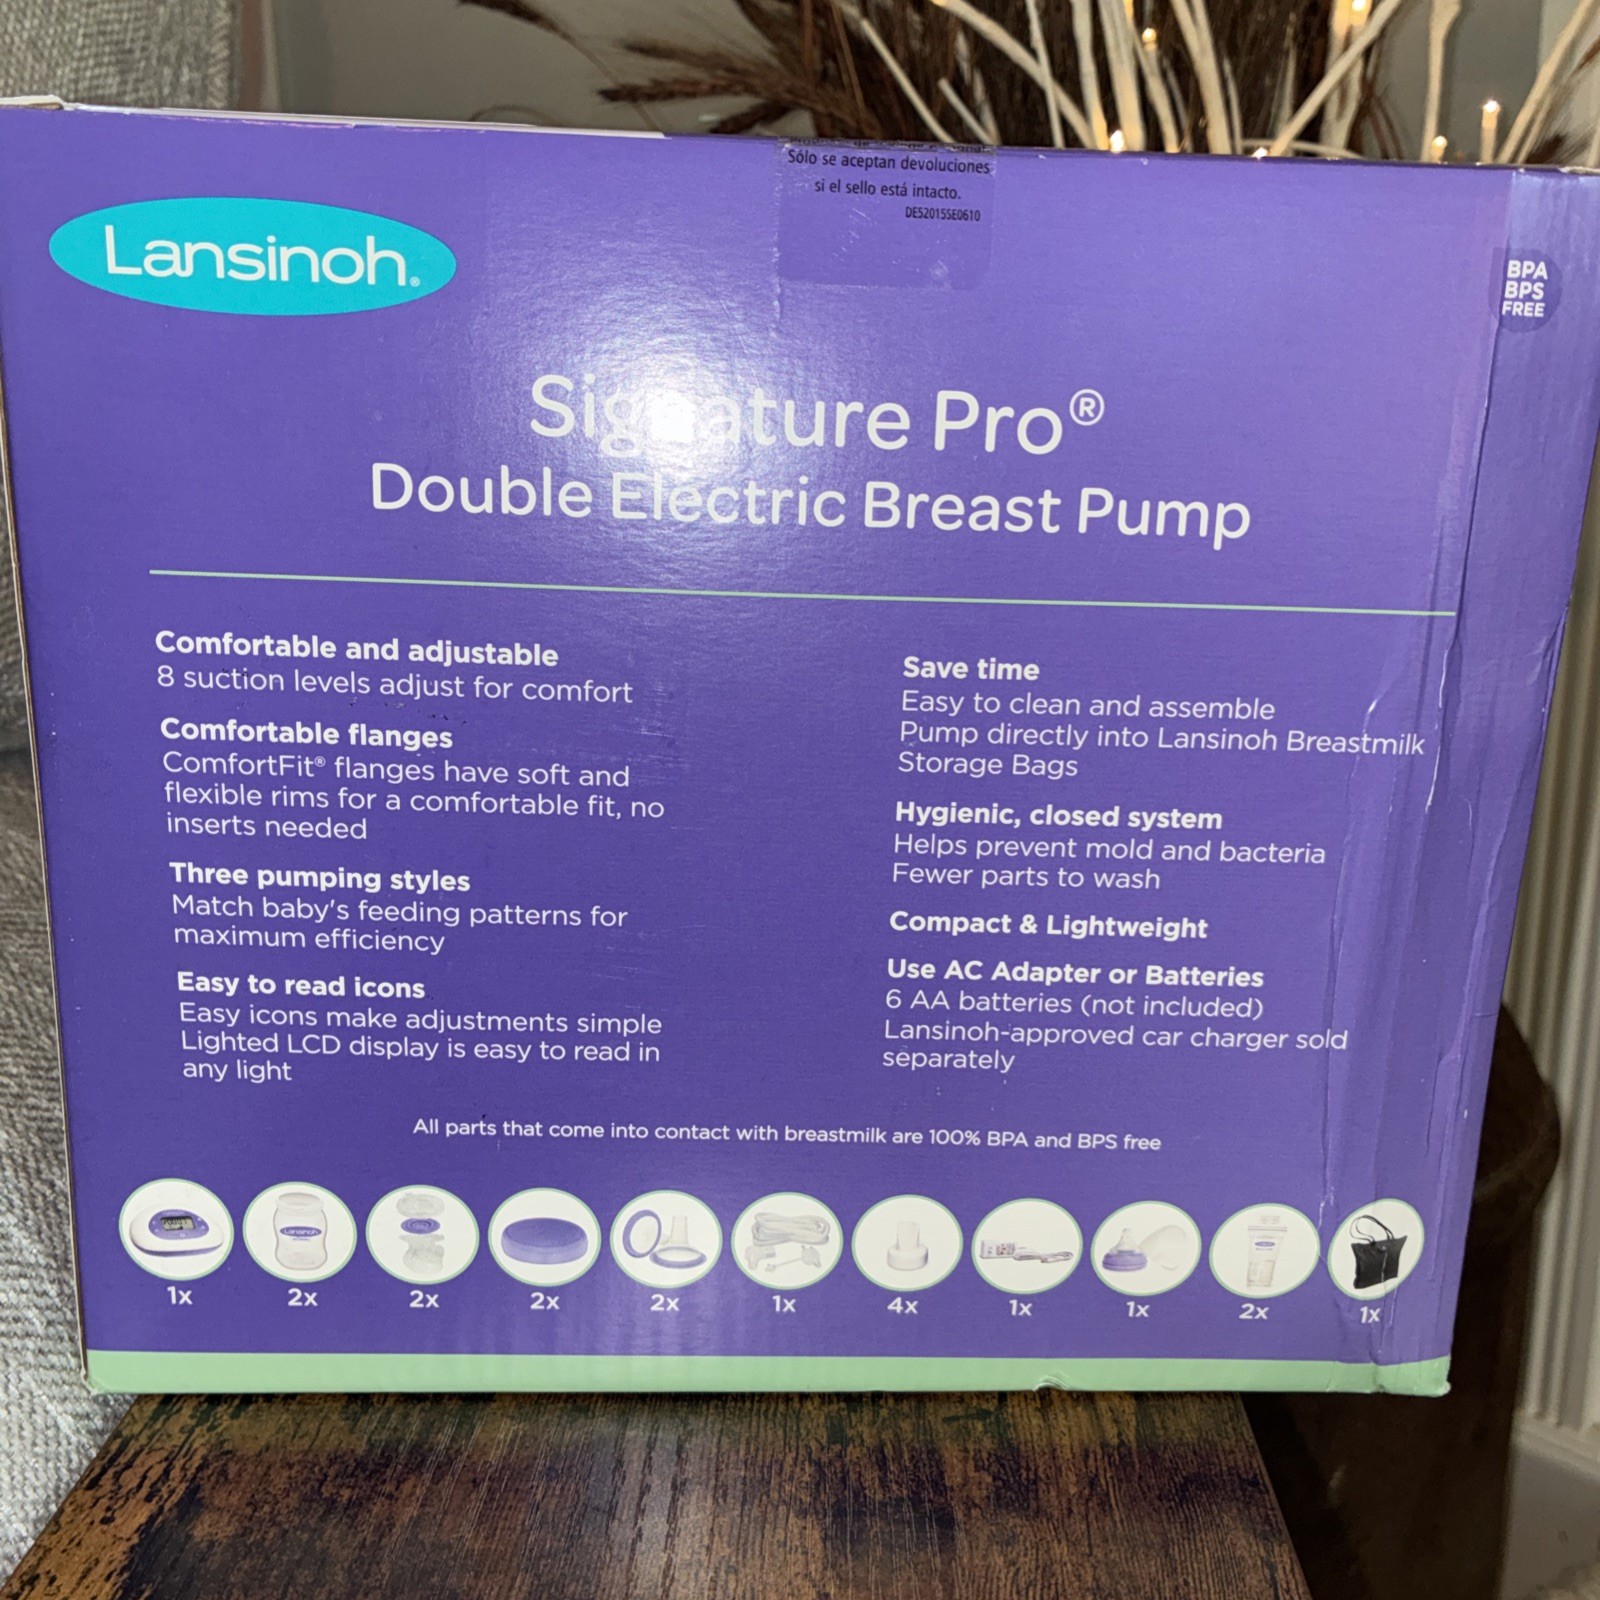 Sólo se aceptan devoluciones
si el sello está intacto.
DES2015SE0610
Lansinoh®
BPA
BPS
FREE
Signature Pro®
Double Electric Breast Pump
Comfortable and adjustable
8 suction levels adjust for comfort
Comfortable flanges
ComfortFit® flanges have soft and
flexible rims for a comfortable fit, no
inserts needed
Three pumping styles
Match baby's feeding patterns for
maximum efficiency
Easy to read icons
Easy icons make adjustments simple
Lighted LCD display is easy to read in
any light
Save time
Easy to clean and assemble
Pump directly into Lansinoh Breastmilk
Storage Bags
Hygienic, closed system
Helps prevent mold and bacteria
Fewer parts to wash
Compact & Lightweight
Use AC Adapter or Batteries
6 AA batteries (not included)
Lansinoh-approved car charger sold
separately
All parts that come into contact with breastmilk are 100% BPA and BPS free
Lansinoh
1x 2x 2x 2x 2x 1x 4x 1x 1x 2x 1x